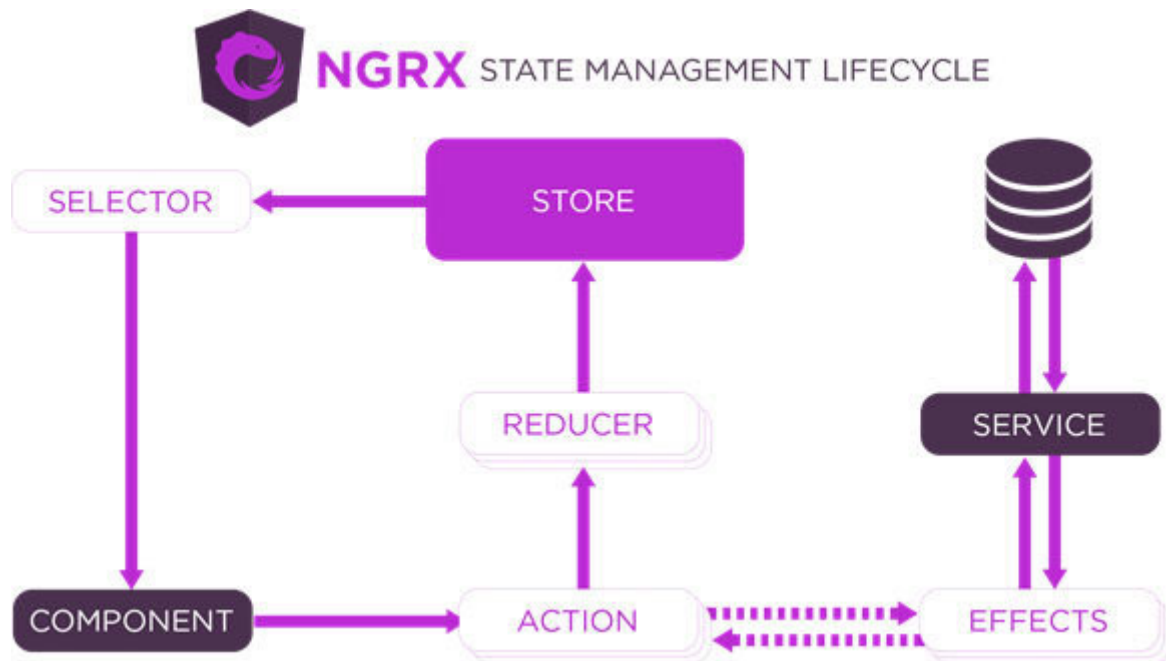 NGRX STATE MANAGEMENT LIFECYCLE
SELECTOR
STORE
REDUCER
SERVICE
COMPONENT
ACTION
EFFECTS